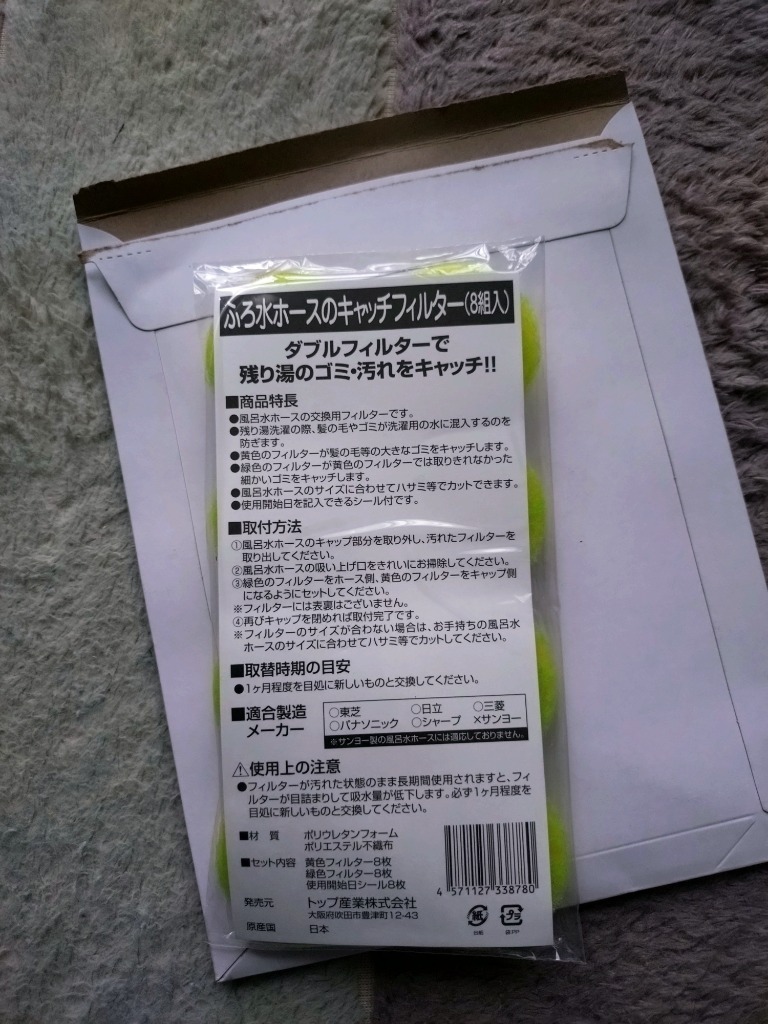 ふろ水ホースのキャッチフィルター(8組入)
ダブルフィルターで
残り湯のゴミ・汚れをキャッチ!!
■商品特長
●風呂水ホースの交換用フィルターです。
●残り湯洗濯の際、髪の毛やゴミが洗濯用の水に混入するのを
防ぎます。
●黄色のフィルターが髪の毛等の大きなゴミをキャッチします。
●緑色のフィルターが黄色のフィルターでは取りきれなかった
細かいゴミをキャッチします。
●風呂水ホースのサイズに合わせてハサミ等でカットできます。
●使用開始日を記入できるシール付です。
■取付方法
①風呂水ホースのキャップ部分を取り外し、汚れたフィルターを
取り出してください。
②風呂水ホースの吸い上げ口をきれいにお掃除してください。
③緑色のフィルターをホース側、黄色のフィルターをキャップ側
になるようにセットしてください。
※フィルターには表裏はございません。
④再びキャップを閉めれば取付完了です。
※フィルターのサイズが合わない場合は、お手持ちの風呂水
ホースのサイズに合わせてハサミ等でカットしてください。
■取替時期の目安
●1ヶ月程度を目処に新しいものと交換してください。
■適合製造
メーカー
○東芝 ○日立 ○三菱
○パナソニック ○シャープ ×サンヨー
※サンヨー製の風呂水ホースには適応しておりません。
⚠使用上の注意
●フィルターが汚れた状態のまま長期間使用されますと、フィ
ルターが目詰まりして吸水量が低下します。必ず1ヶ月程度を
目処に新しいものと交換してください。
■材 質 ポリウレタンフォーム
ポリエステル不織布
■セット内容 黄色フィルター8枚
緑色フィルター8枚
使用開始日シール8枚
発売元 トップ産業株式会社
大阪府吹田市豊津町12-43
原産国 日本
4 571127 338780
紙 プラ
台紙 袋:PP